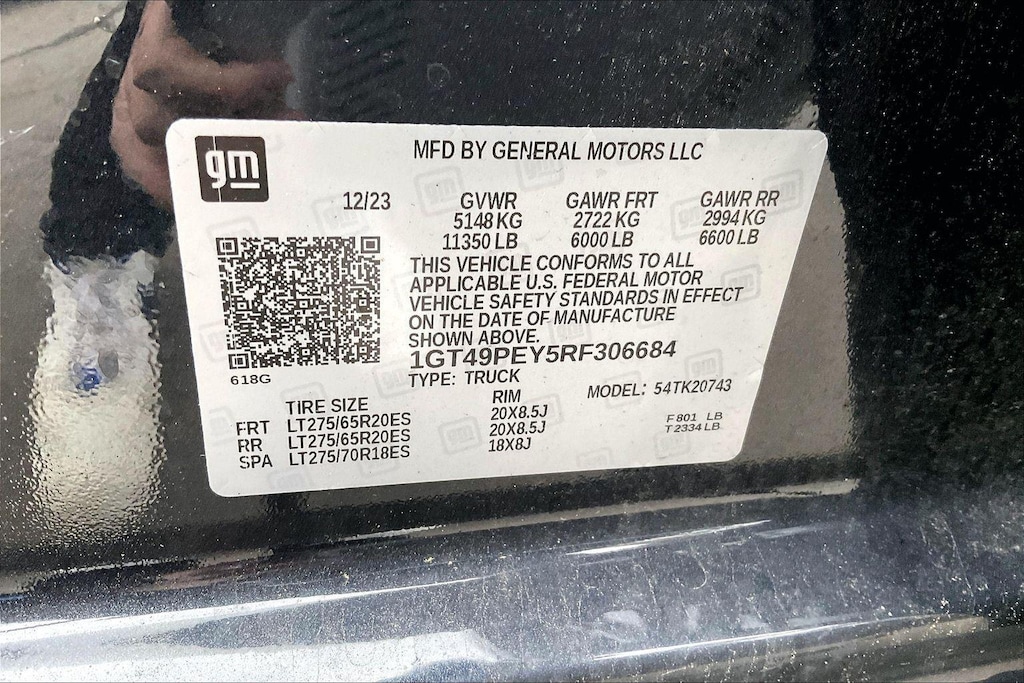 gm
MFD BY GENERAL MOTORS LLC
12/23 GVWR GAWR FRT GAWR RR
5148 KG 2722 KG 2994 KG
11350 LB 6000 LB 6600 LB
THIS VEHICLE CONFORMS TO ALL
APPLICABLE U.S. FEDERAL MOTOR
VEHICLE SAFETY STANDARDS IN EFFECT
ON THE DATE OF MANUFACTURE
SHOWN ABOVE.
1GT49PEY5RF306684
618G
TYPE: TRUCK MODEL: 54TK20743
TIRE SIZE RIM
FRT LT275/65R20ES 20X8.5J F 801 LB
RR LT275/65R20ES 20X8.5J T 2334 LB
SPA LT275/70R18ES 18X8J